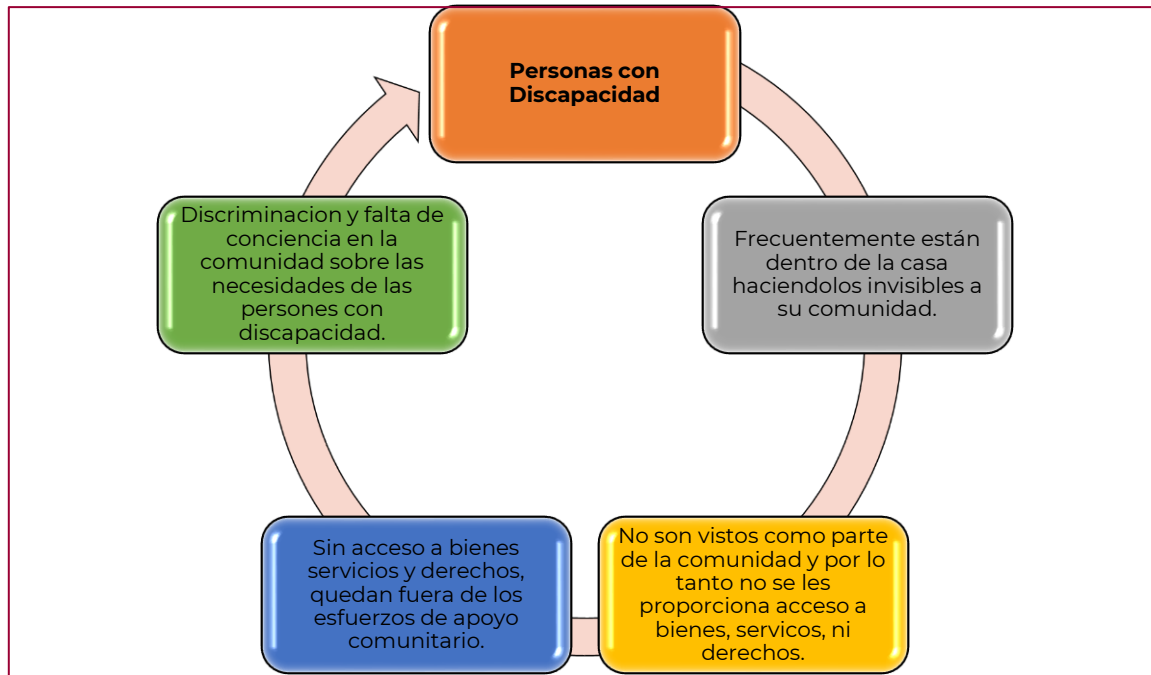 Personas con
Discapacidad
Frecuentemente están
dentro de la casa
haciendolos invisibles a
su comunidad.
No son vistos como parte
de la comunidad y por lo
tanto no se les
proporciona acceso a
bienes, servicos, ni
derechos.
Sin acceso a bienes
servicios y derechos,
quedan fuera de los
esfuerzos de apoyo
comunitario.
Discriminacion y falta de
conciencia en la
comunidad sobre las
necesidades de las
persones con
discapacidad.